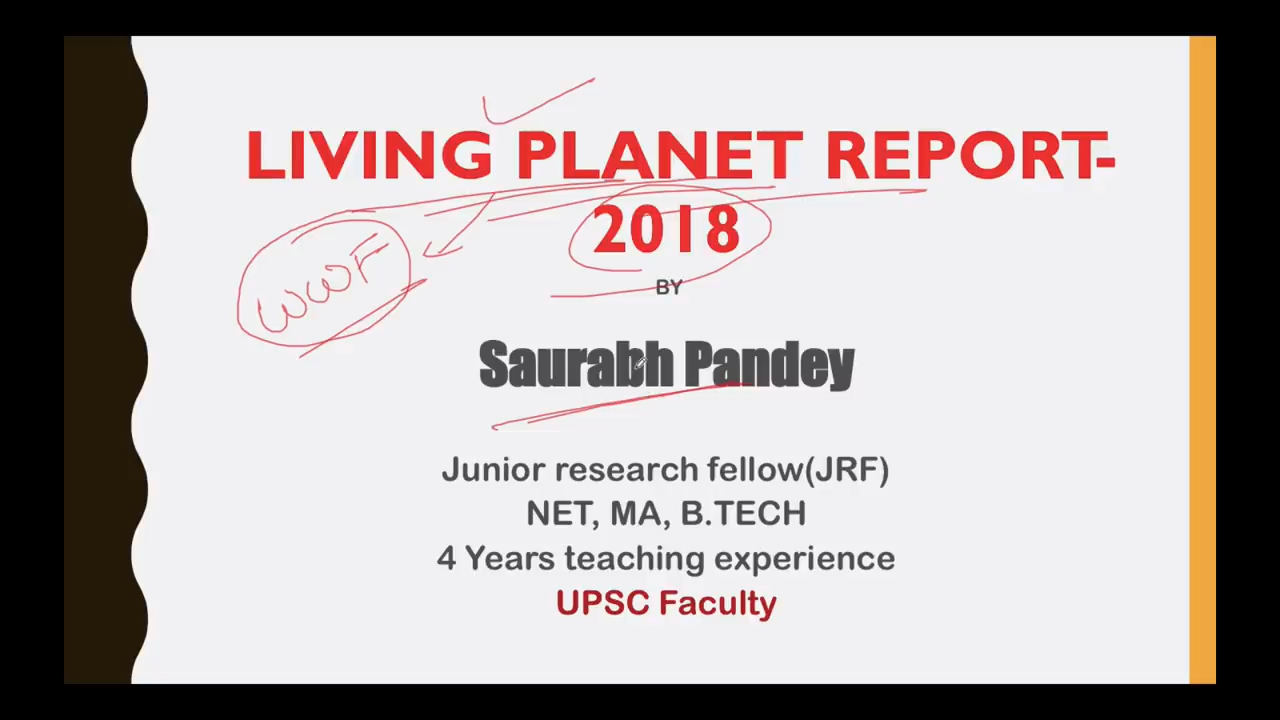 LIVING PLANET REPORT-
2018
WWF
BY
Saurabh Pandey
Junior research fellow(JRF)
NET, MA, B.TECH
4 Years teaching experience
UPSC Faculty